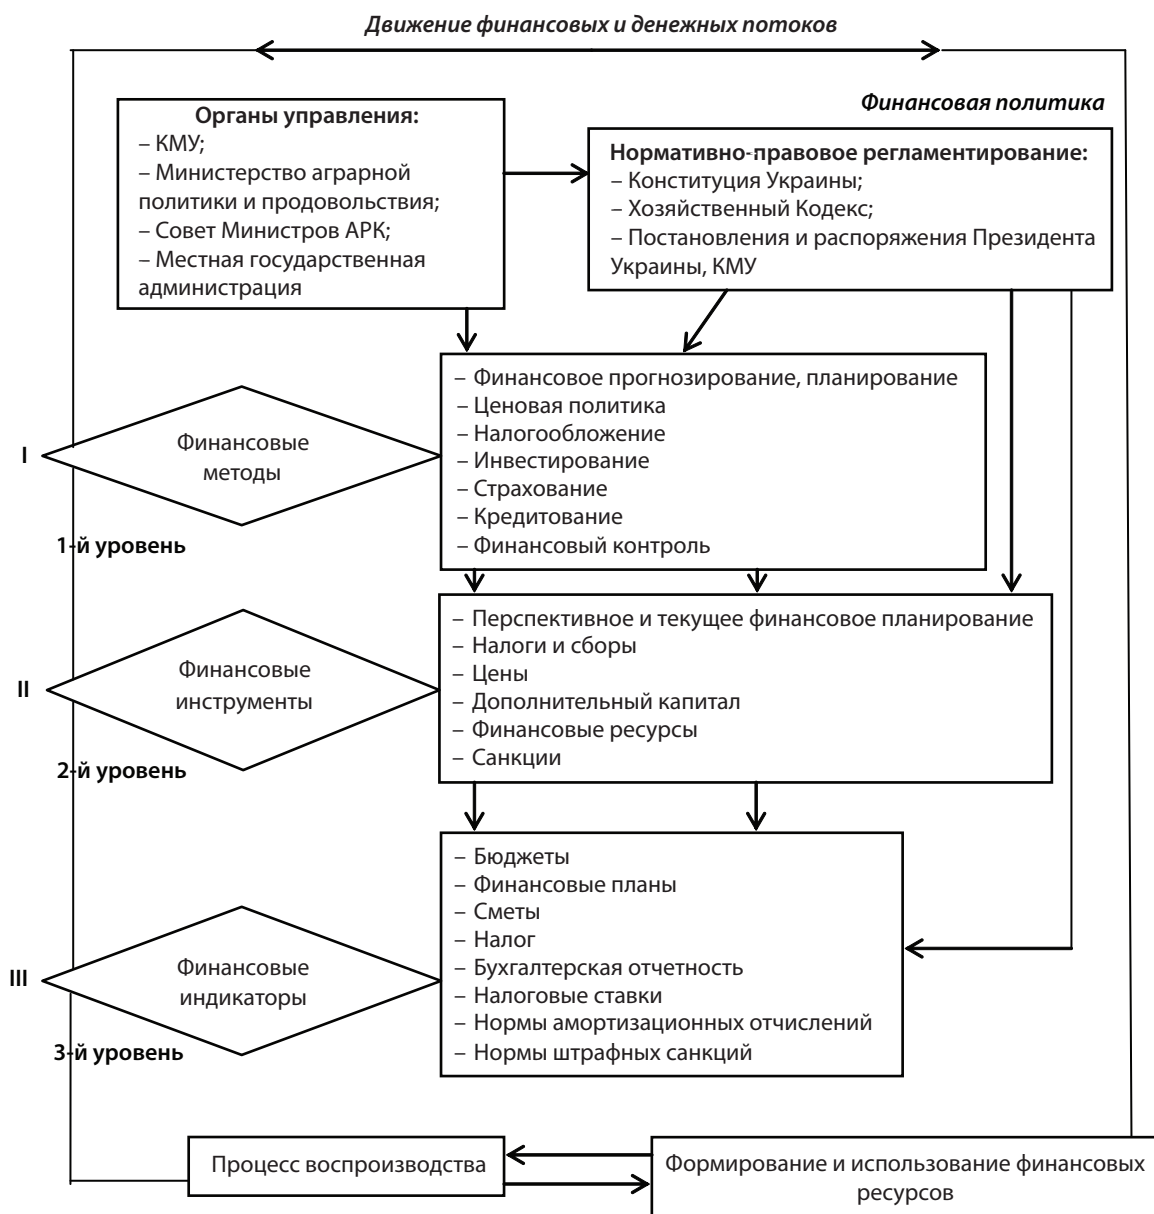 Движение финансовых и денежных потоков
Финансовая политика
Органы управления:
– КМУ;
– Министерство аграрной
политики и продовольствия;
– Совет Министров АРК;
– Местная государственная
администрация
Нормативно-правовое регламентирование:
– Конституция Украины;
– Хозяйственный Кодекс;
– Постановления и распоряжения Президента
Украины, КМУ
I
Финансовые
методы
1-й уровень
– Финансовое прогнозирование, планирование
– Ценовая политика
– Налогообложение
– Инвестирование
– Страхование
– Кредитование
– Финансовый контроль
II
Финансовые
инструменты
2-й уровень
– Перспективное и текущее финансовое планирование
– Налоги и сборы
– Цены
– Дополнительный капитал
– Финансовые ресурсы
– Санкции
III
Финансовые
индикаторы
3-й уровень
– Бюджеты
– Финансовые планы
– Сметы
– Налог
– Бухгалтерская отчетность
– Налоговые ставки
– Нормы амортизационных отчислений
– Нормы штрафных санкций
Процесс воспроизводства
Формирование и использование финансовых
ресурсов